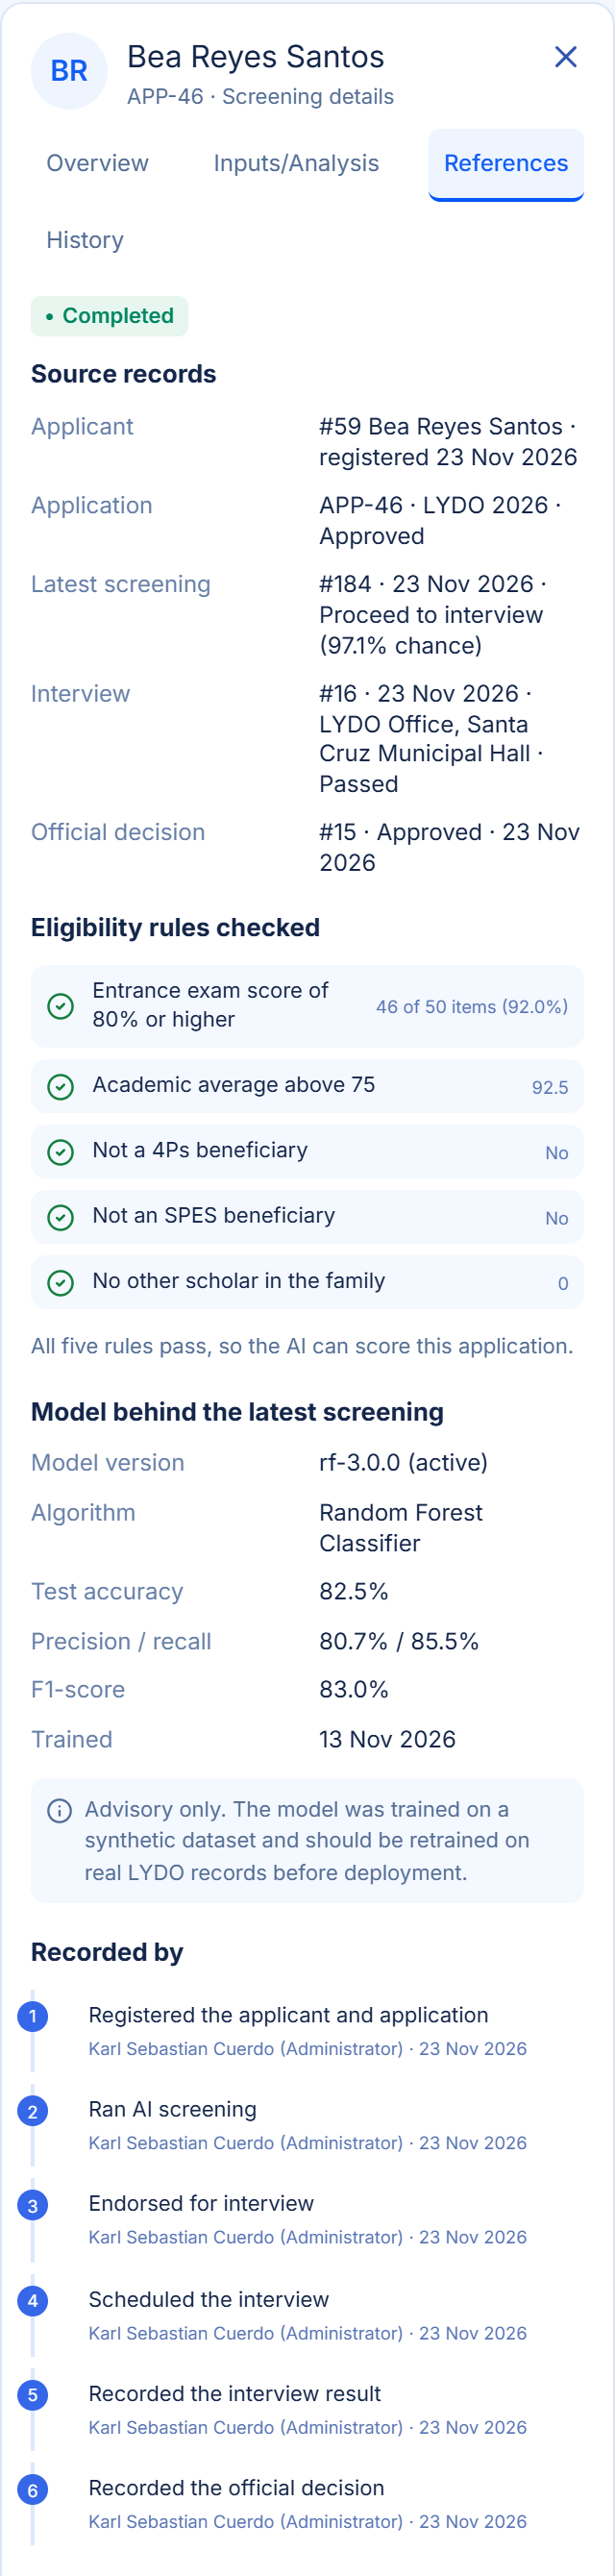 BR
Bea Reyes Santos
APP-46 · Screening details
Overview
Inputs/Analysis
References
History
• Completed
Source records
Applicant
#59 Bea Reyes Santos ·
registered 23 Nov 2026
Application
APP-46 · LYDO 2026 ·
Approved
Latest screening
#184 · 23 Nov 2026 ·
Proceed to interview
(97.1% chance)
Interview
#16 · 23 Nov 2026 ·
LYDO Office, Santa
Cruz Municipal Hall ·
Passed
Official decision
#15 · Approved · 23 Nov
2026
Eligibility rules checked
Entrance exam score of
80% or higher
46 of 50 items (92.0%)
Academic average above 75
92.5
Not a 4Ps beneficiary
No
Not an SPES beneficiary
No
No other scholar in the family
0
All five rules pass, so the AI can score this application.
Model behind the latest screening
Model version
rf-3.0.0 (active)
Algorithm
Random Forest
Classifier
Test accuracy
82.5%
Precision / recall
80.7% / 85.5%
F1-score
83.0%
Trained
13 Nov 2026
Advisory only. The model was trained on a
synthetic dataset and should be retrained on
real LYDO records before deployment.
Recorded by
1
Registered the applicant and application
Karl Sebastian Cuerdo (Administrator) · 23 Nov 2026
2
Ran AI screening
Karl Sebastian Cuerdo (Administrator) · 23 Nov 2026
3
Endorsed for interview
Karl Sebastian Cuerdo (Administrator) · 23 Nov 2026
4
Scheduled the interview
Karl Sebastian Cuerdo (Administrator) · 23 Nov 2026
5
Recorded the interview result
Karl Sebastian Cuerdo (Administrator) · 23 Nov 2026
6
Recorded the official decision
Karl Sebastian Cuerdo (Administrator) · 23 Nov 2026